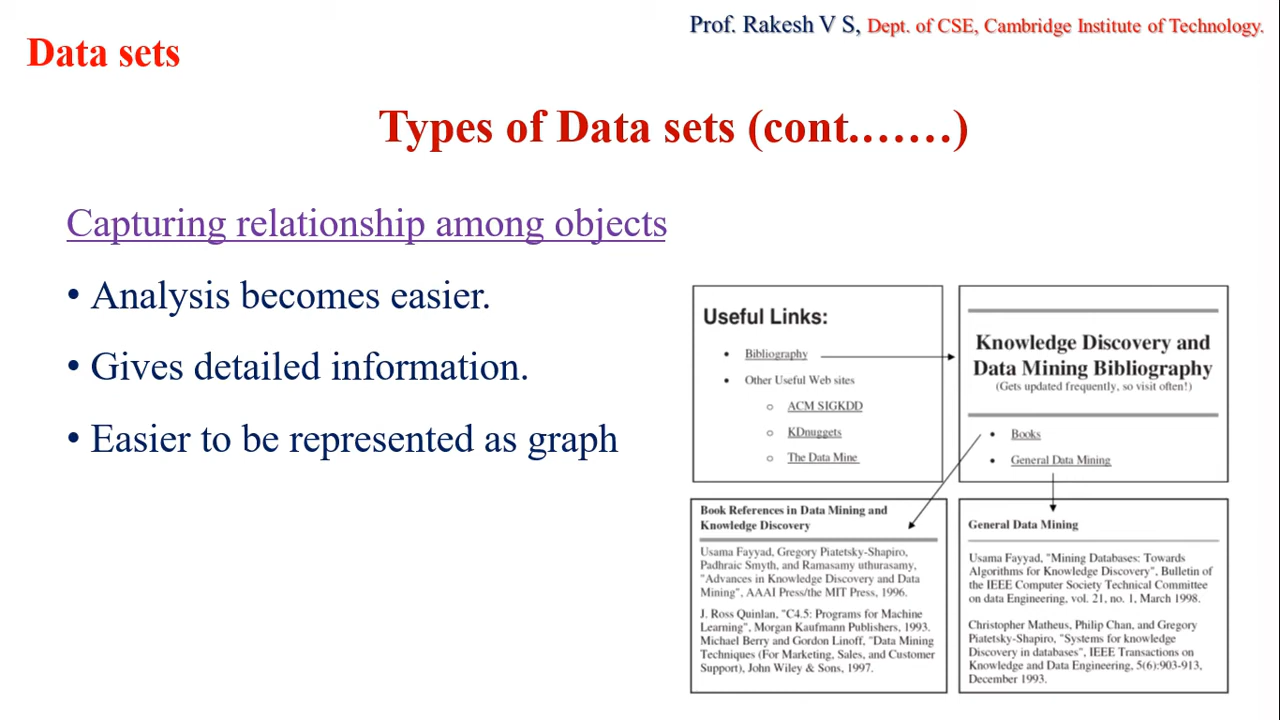 Prof. Rakesh V S, Dept. of CSE, Cambridge Institute of Technology.
Data sets
Types of Data sets (cont.……)
Capturing relationship among objects
• Analysis becomes easier.
• Gives detailed information.
• Easier to be represented as graph
Useful Links:
• Bibliography
• Other Useful Web sites
o ACM SIGKDD
o KDnuggets
o The Data Mine
Knowledge Discovery and
Data Mining Bibliography
(Gets updated frequently, so visit often!)
• Books
• General Data Mining
Book References in Data Mining and
Knowledge Discovery
Usama Fayyad, Gregory Piatetsky-Shapiro,
Padhraic Smyth, and Ramasamy uthurasamy,
"Advances in Knowledge Discovery and Data
Mining", AAAI Press/the MIT Press, 1996.
J. Ross Quinlan, "C4.5: Programs for Machine
Learning", Morgan Kaufmann Publishers, 1993.
Michael Berry and Gordon Linoff, "Data Mining
Techniques (For Marketing, Sales, and Customer
Support), John Wiley & Sons, 1997.
General Data Mining
Usama Fayyad, "Mining Databases: Towards
Algorithms for Knowledge Discovery", Bulletin of
the IEEE Computer Society Technical Committee
on data Engineering, vol. 21, no. 1, March 1998.
Christopher Matheus, Philip Chan, and Gregory
Piatetsky-Shapiro, "Systems for knowledge
Discovery in databases", IEEE Transactions on
Knowledge and Data Engineering, 5(6):903-913,
December 1993.